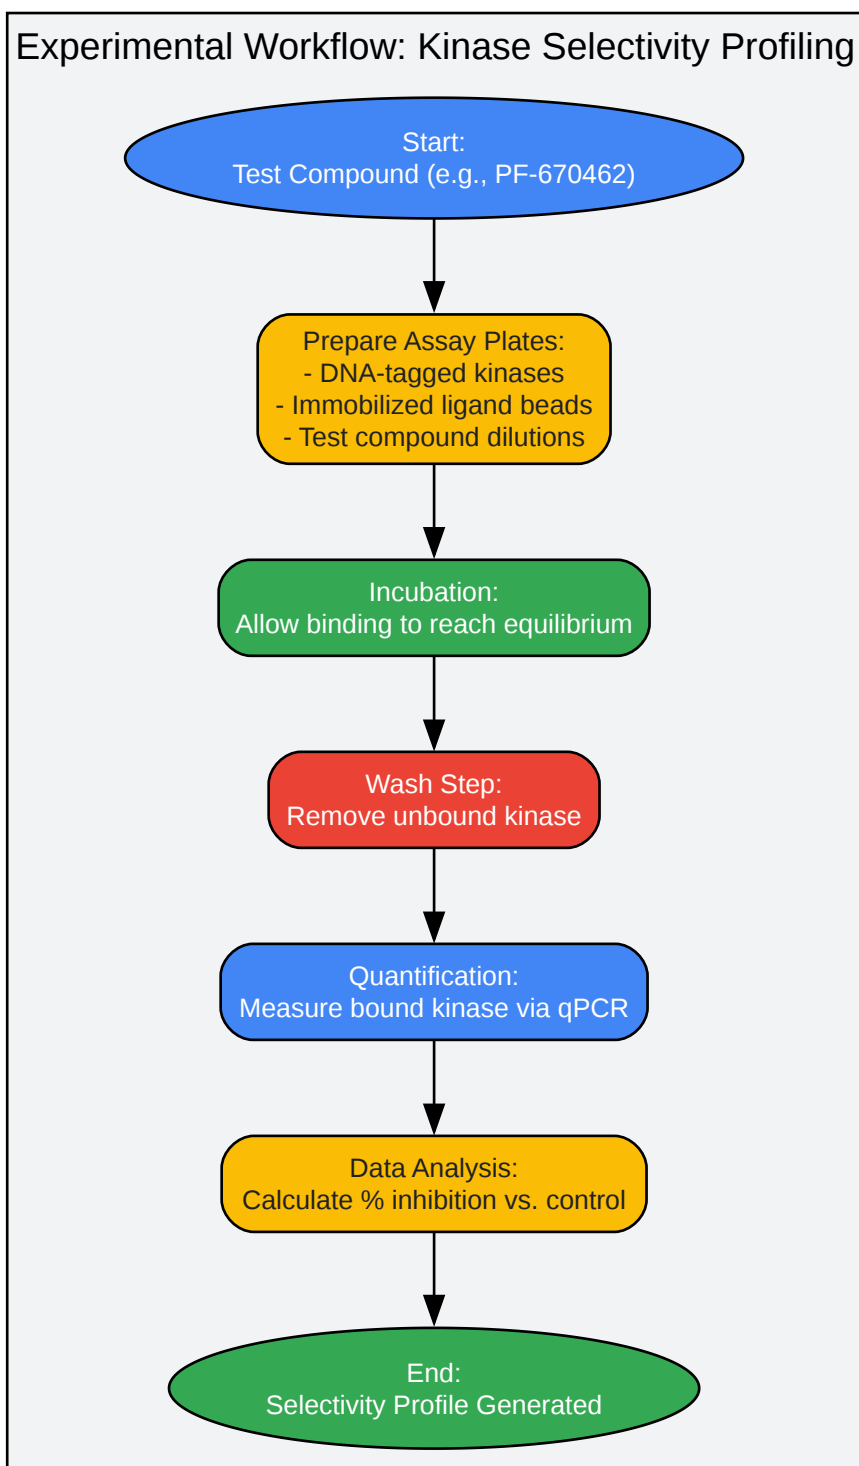 Experimental Workflow: Kinase Selectivity Profiling
Start:
Test Compound (e.g., PF-670462)
Prepare Assay Plates:
- DNA-tagged kinases
- Immobilized ligand beads
- Test compound dilutions
Incubation:
Allow binding to reach equilibrium
Wash Step:
Remove unbound kinase
Quantification:
Measure bound kinase via qPCR
Data Analysis:
Calculate % inhibition vs. control
End:
Selectivity Profile Generated